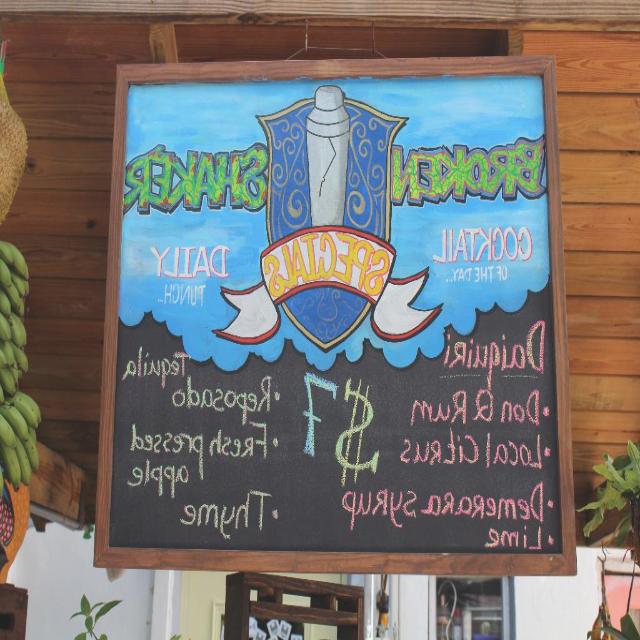 BROKEN SHAKER
SPECIALS
COCKTAIL
OF THE DAY...
Daiquiri
• Don Q Rum
• Local Citrus
• Demerara syrup
• Lime
$7
DAILY
PUNCH...
• Reposado
Tequila
• Fresh pressed
apple
• Thyme